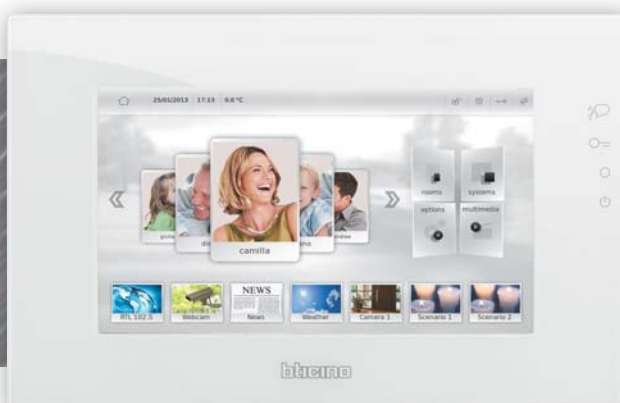 25/01/2013 17:13 0.0 °C
rooms systems
options multimedia
camilla
RTL 102.5 Webcam NEWS News Weather Camera 1 Scenario 1 Scenario 2
bticino